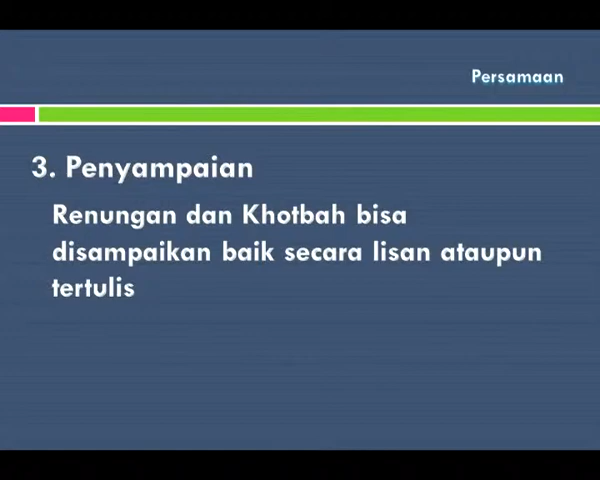 Persamaan
3. Penyampaian
Renungan dan Khotbah bisa
disampaikan baik secara lisan ataupun
tertulis